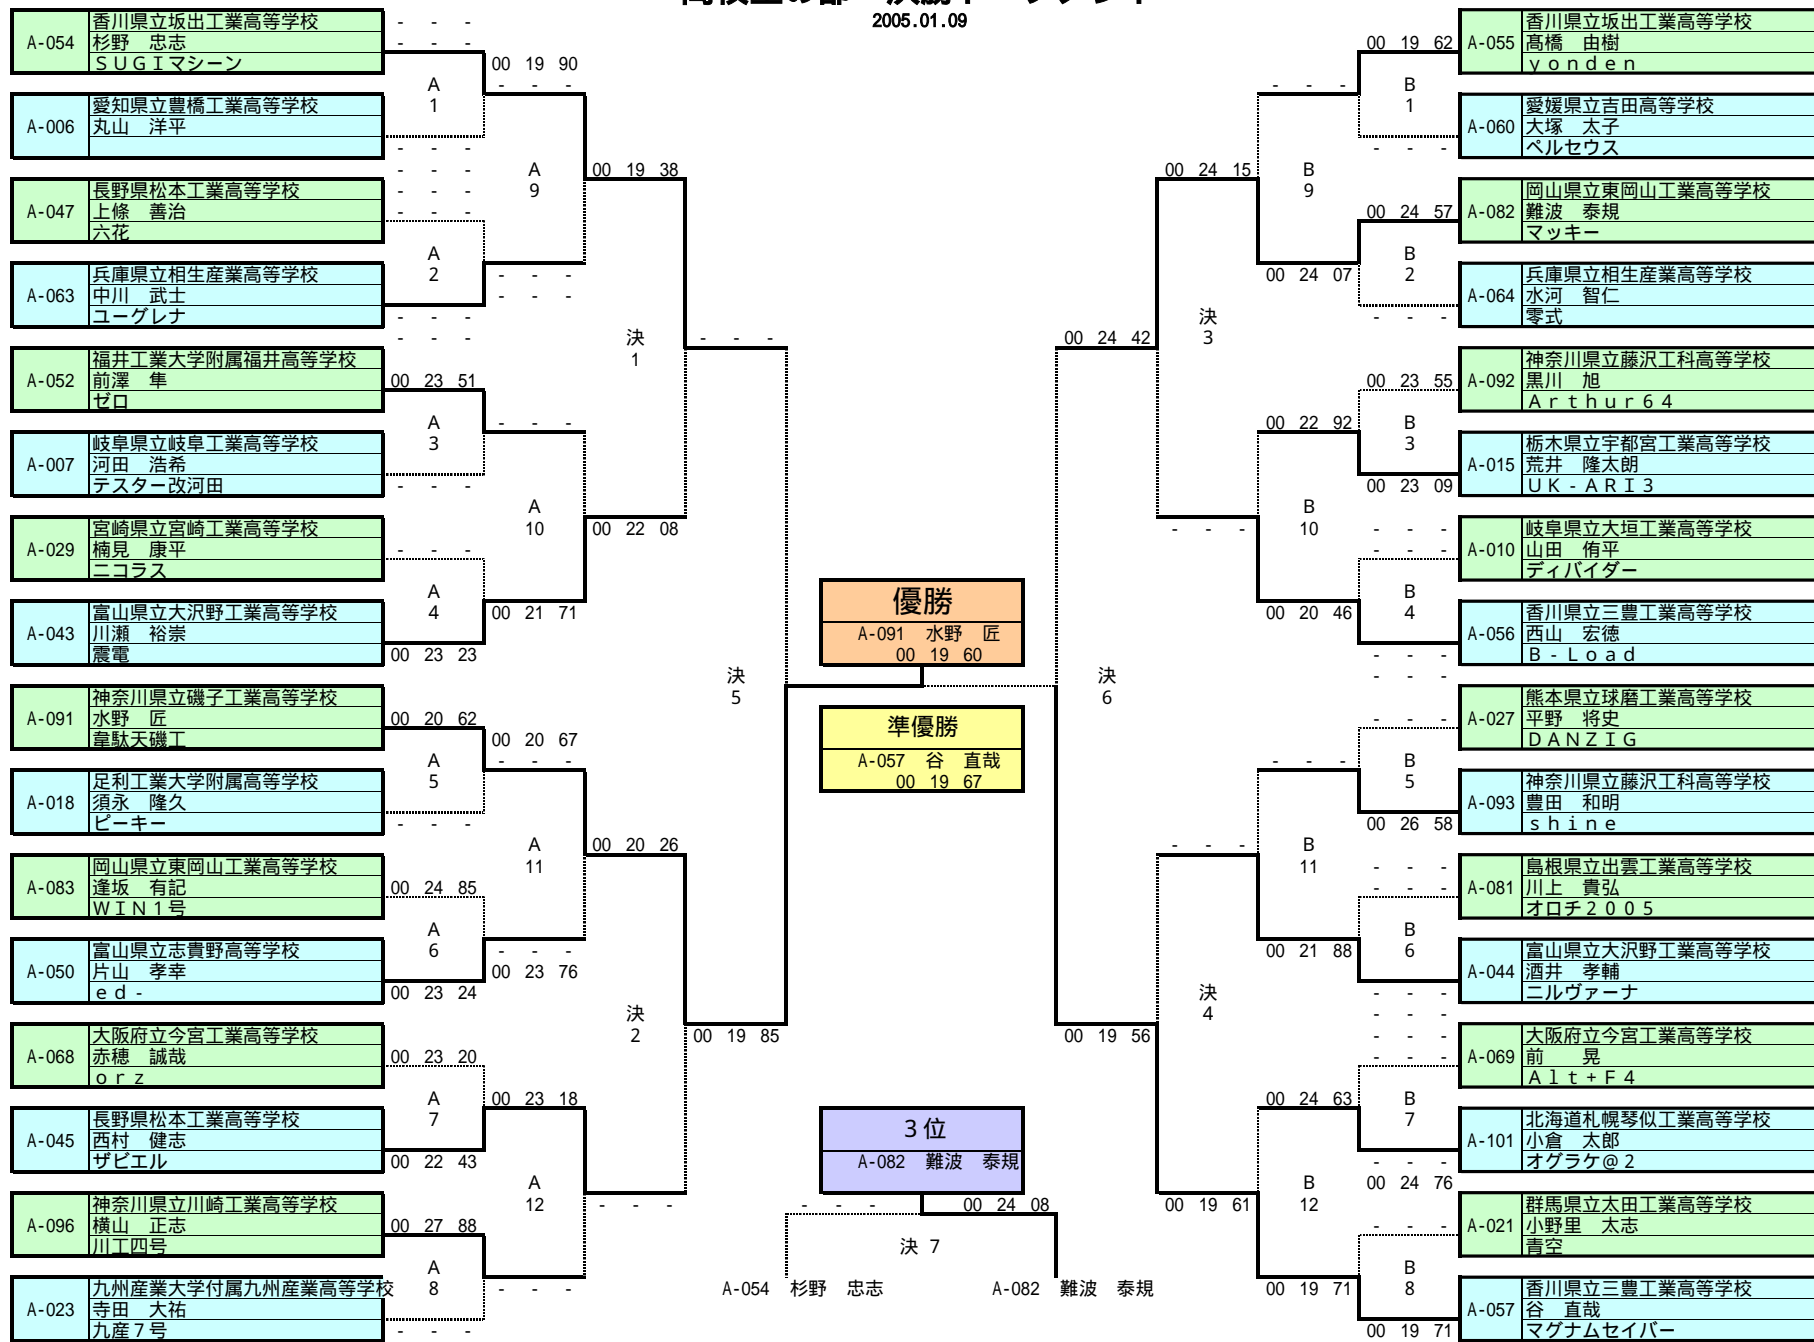 2005.01.09
A-054
香川県立坂出工業高等学校
杉野　忠志
ＳＵＧＩマシーン
- - -
- - -
A-006
愛知県立豊橋工業高等学校
丸山　洋平
- - -
A
1
A-047
長野県松本工業高等学校
上條　善治
六花
- - -
- - -
A-063
兵庫県立相生産業高等学校
中川　武士
ユーグレナ
- - -
A
2
A-052
福井工業大学附属福井高等学校
前澤　隼
ゼロ
- - -
00 23 51
A-007
岐阜県立岐阜工業高等学校
河田　浩希
テスター改河田
- - -
A
3
A-029
宮崎県立宮崎工業高等学校
楠見　康平
ニコラス
- - -
A-043
富山県立大沢野工業高等学校
川瀬　裕崇
震電
00 23 23
A
4
A-091
神奈川県立磯子工業高等学校
水野　匠
韋駄天磯工
00 20 62
A-018
足利工業大学附属高等学校
須永　隆久
ピーキー
- - -
A
5
A-083
岡山県立東岡山工業高等学校
逢坂　有記
ＷＩＮ１号
00 24 85
A-050
富山県立志貴野高等学校
片山　孝幸
ｅｄ-
00 23 24
A
6
A-068
大阪府立今宮工業高等学校
赤穂　誠哉
ｏｒｚ
00 23 20
A-045
長野県松本工業高等学校
西村　健志
ザビエル
00 22 43
A
7
A-096
神奈川県立川崎工業高等学校
横山　正志
川工四号
00 27 88
A-023
九州産業大学付属九州産業高等学校
寺田　大祐
九産７号
- - -
A
8
00 19 90
- - -
A
9
- - -
- - -
- - -
A
10
00 21 71
00 20 67
- - -
A
11
- - -
00 23 76
00 23 18
A
12
- - -
00 19 38
決
1
00 22 08
00 20 26
決
2
- - -
- - -
決
5
00 19 85
優勝
A-091　水野　匠
00 19 60
準優勝
A-057　谷　直哉
00 19 67
３位
A-082　難波　泰規
- - -
00 24 08
決 7
A-054　杉野　忠志
A-082　難波　泰規
00 24 42
決
6
00 19 56
00 24 15
決
3
- - -
- - -
決
4
00 19 61
- - -
B
9
00 24 07
00 22 92
B
10
00 20 46
- - -
B
11
00 21 88
00 24 63
B
12
00 19 71
00 19 62
A-055
香川県立坂出工業高等学校
髙橋　由樹
ｙｏｎｄｅｎ
B
1
A-060
愛媛県立吉田高等学校
大塚　太子
ペルセウス
- - -
00 24 57
A-082
岡山県立東岡山工業高等学校
難波　泰規
マッキー
B
2
A-064
兵庫県立相生産業高等学校
水河　智仁
零式
- - -
00 23 55
A-092
神奈川県立藤沢工科高等学校
黒川　旭
Ａｒｔｈｕｒ６４
B
3
A-015
栃木県立宇都宮工業高等学校
荒井　隆太朗
ＵＫ-ＡＲＩ３
00 23 09
- - -
- - -
A-010
岐阜県立大垣工業高等学校
山田　侑平
ディバイダー
B
4
A-056
香川県立三豊工業高等学校
西山　宏徳
Ｂ-Ｌｏａｄ
- - -
- - -
- - -
A-027
熊本県立球磨工業高等学校
平野　将史
ＤＡＮＺＩＧ
B
5
A-093
神奈川県立藤沢工科高等学校
豊田　和明
ｓｈｉｎｅ
00 26 58
- - -
- - -
A-081
島根県立出雲工業高等学校
川上　貴弘
オロチ２００５
B
6
A-044
富山県立大沢野工業高等学校
酒井　孝輔
ニルヴァーナ
- - -
- - -
- - -
A-069
大阪府立今宮工業高等学校
前　　晃
Ａｌｔ＋Ｆ４
B
7
A-101
北海道札幌琴似工業高等学校
小倉　太郎
オグラケ＠２
- - -
00 24 76
- - -
A-021
群馬県立太田工業高等学校
小野里　太志
青空
B
8
A-057
香川県立三豊工業高等学校
谷　直哉
マグナムセイバー
00 19 71